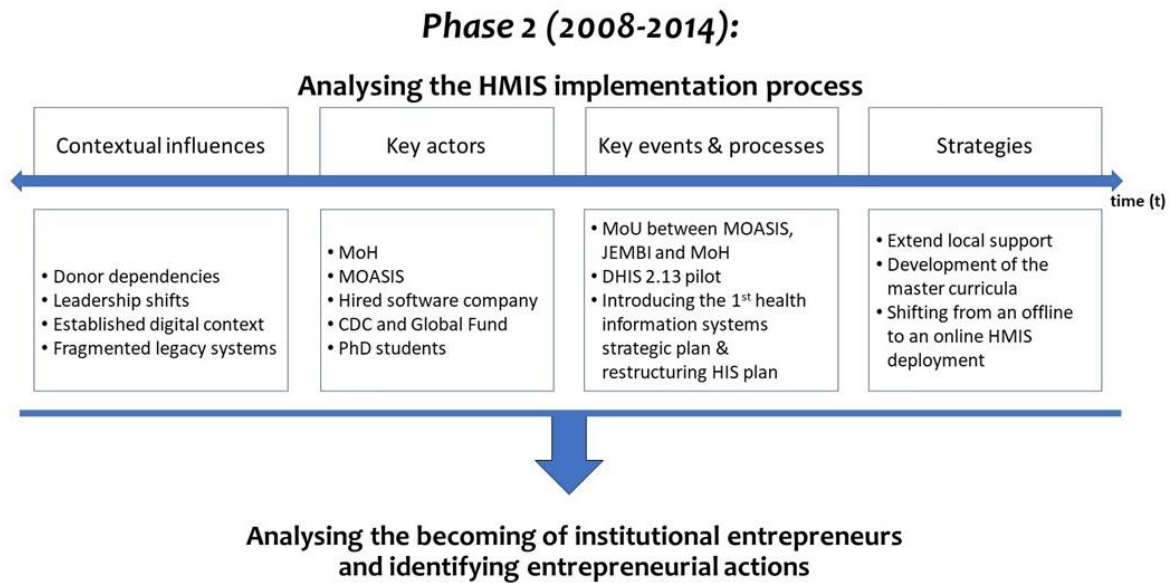 Phase 2 (2008-2014):
Analysing the HMIS implementation process
Contextual influences
Key actors
Key events & processes
Strategies
time (t)
• Donor dependencies
• Leadership shifts
• Established digital context
• Fragmented legacy systems
• MoH
• MOASIS
• Hired software company
• CDC and Global Fund
• PhD students
• MoU between MOASIS,
JEMBI and MoH
• DHIS 2.13 pilot
• Introducing the 1st health
information systems
strategic plan &
restructuring HIS plan
• Extend local support
• Development of the
master curricula
• Shifting from an offline
to an online HMIS
deployment
Analysing the becoming of institutional entrepreneurs
and identifying entrepreneurial actions